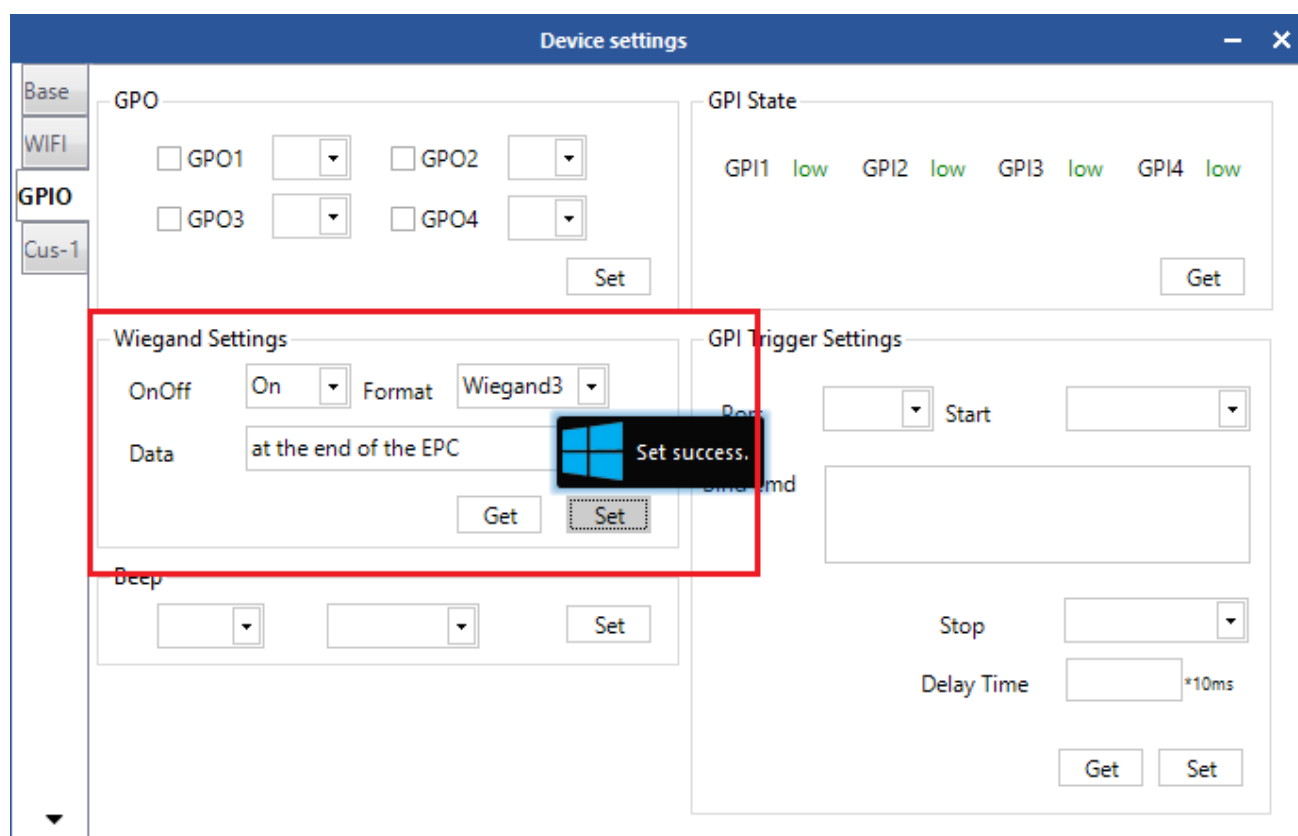 Device settings
Base
WIFI
GPIO
Cus-1
GPO
GPO1
GPO2
GPO3
GPO4
Set
GPI State
GPI1 low GPI2 low GPI3 low GPI4 low
Get
Wiegand Settings
OnOff On Format Wiegand3
Data at the end of the EPC
Set success.
Get Set
Beep
Set
GPI Trigger Settings
Start
cmd
Stop
Delay Time *10ms
Get Set